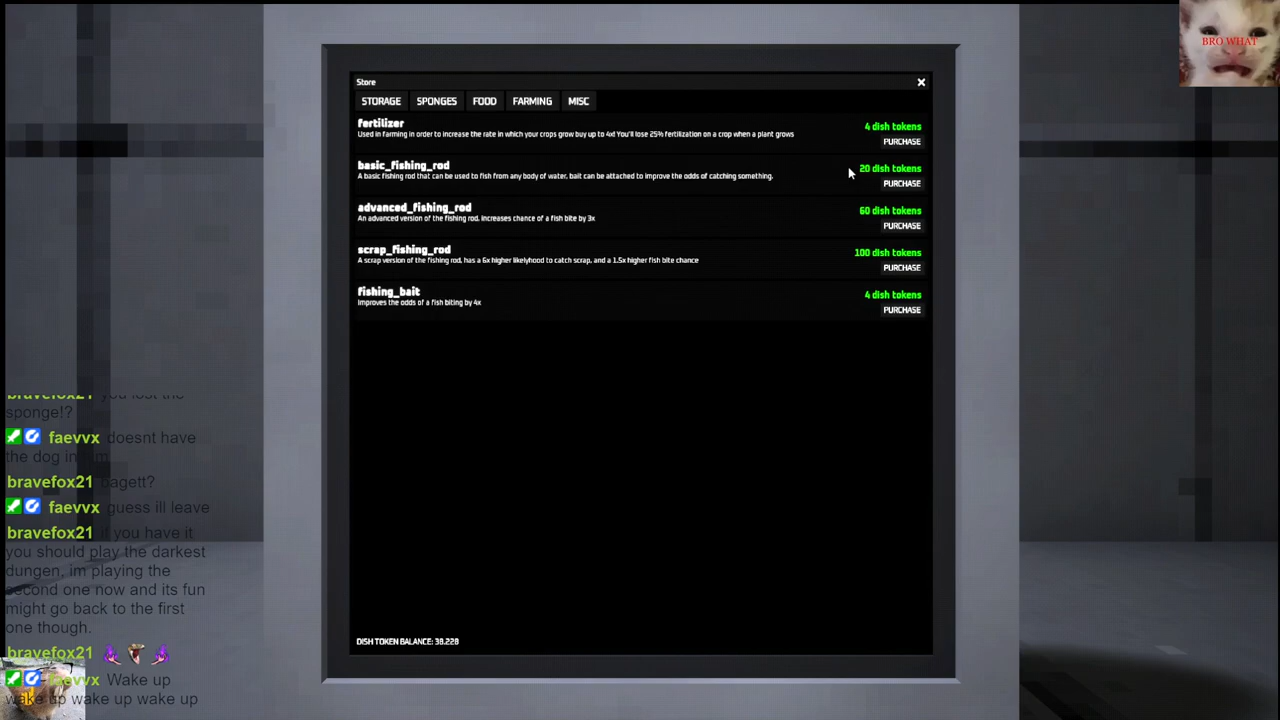 BRO WHAT
Store
STORAGE SPONGES FOOD FARMING MISC
fertilizer
Used in farming in order to increase the rate in which your crops grow buy up to 4x! You'll lose 25% fertilization on a crop when a plant grows
4 dish tokens
PURCHASE
basic_fishing_rod
A basic fishing rod that can be used to fish from any body of water, bait can be attached to improve the odds of catching something.
20 dish tokens
PURCHASE
advanced_fishing_rod
An advanced version of the fishing rod, increases chance of a fish bite by 3x
60 dish tokens
PURCHASE
scrap_fishing_rod
A scrap version of the fishing rod, has a 6x higher likelyhood to catch scrap, and a 1.5x higher fish bite chance
100 dish tokens
PURCHASE
fishing_bait
Improves the odds of a fish biting by 4x
4 dish tokens
PURCHASE
DISH TOKEN BALANCE: 38.228
bravefox21 you lost the
sponge!?
faevvx doesnt have
the dog in him
bravefox21 bagett?
faevvx guess ill leave
bravefox21 if you have it
you should play the darkest
dungen, im playing the
second one now and its fun
might go back to the first
one though.
bravefox21
faevvx Wake up
wake up wake up wake up